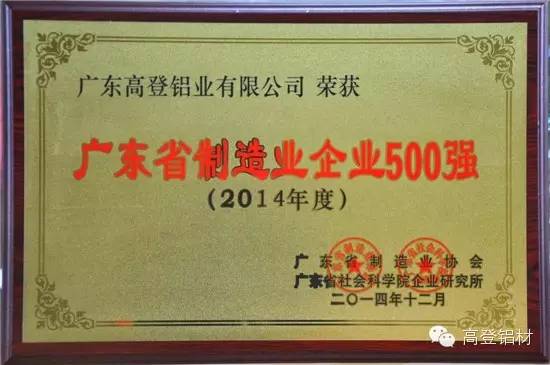 广东高登铝业有限公司 荣获
广东省制造业企业500强
(2014年度)
广东省制造业协会
广东省社会科学院企业研究所
二〇一四年十二月
高登铝材